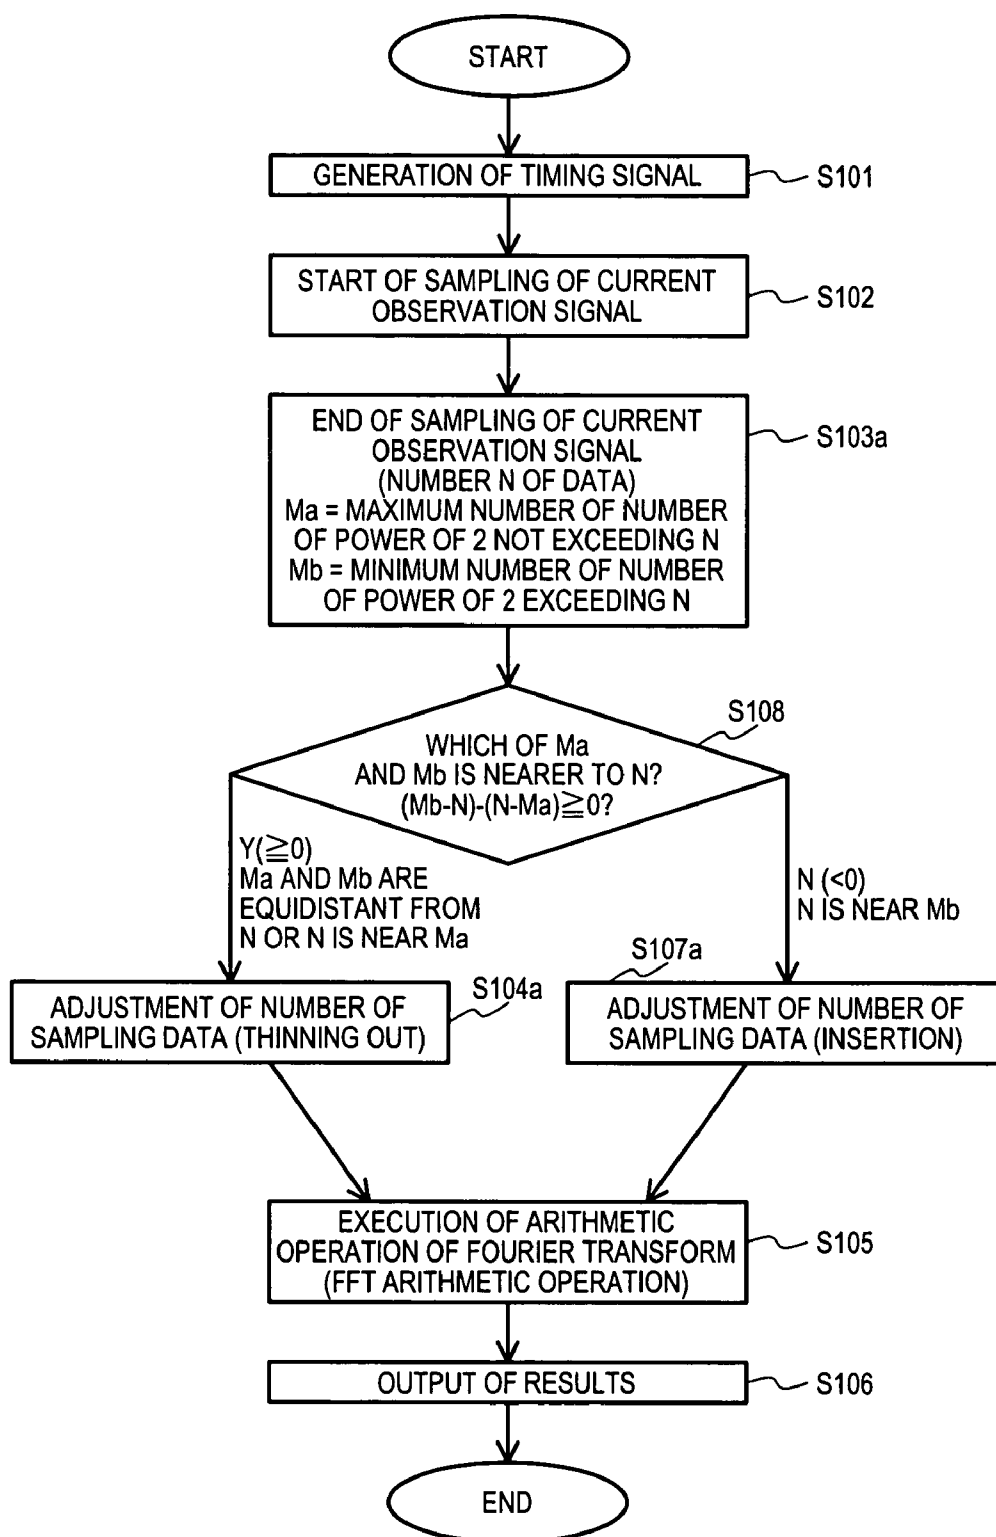 START
GENERATION OF TIMING SIGNAL
S101
START OF SAMPLING OF CURRENT
OBSERVATION SIGNAL
S102
END OF SAMPLING OF CURRENT
OBSERVATION SIGNAL
(NUMBER N OF DATA)
Ma = MAXIMUM NUMBER OF NUMBER
OF POWER OF 2 NOT EXCEEDING N
Mb = MINIMUM NUMBER OF NUMBER
OF POWER OF 2 EXCEEDING N
S103a
WHICH OF Ma
AND Mb IS NEARER TO N?
(Mb-N)-(N-Ma)≧0?
S108
Y(≧0)
Ma AND Mb ARE
EQUIDISTANT FROM
N OR N IS NEAR Ma
N (<0)
N IS NEAR Mb
ADJUSTMENT OF NUMBER OF
SAMPLING DATA (THINNING OUT)
S104a
S107a
ADJUSTMENT OF NUMBER OF
SAMPLING DATA (INSERTION)
EXECUTION OF ARITHMETIC
OPERATION OF FOURIER TRANSFORM
(FFT ARITHMETIC OPERATION)
S105
OUTPUT OF RESULTS
S106
END